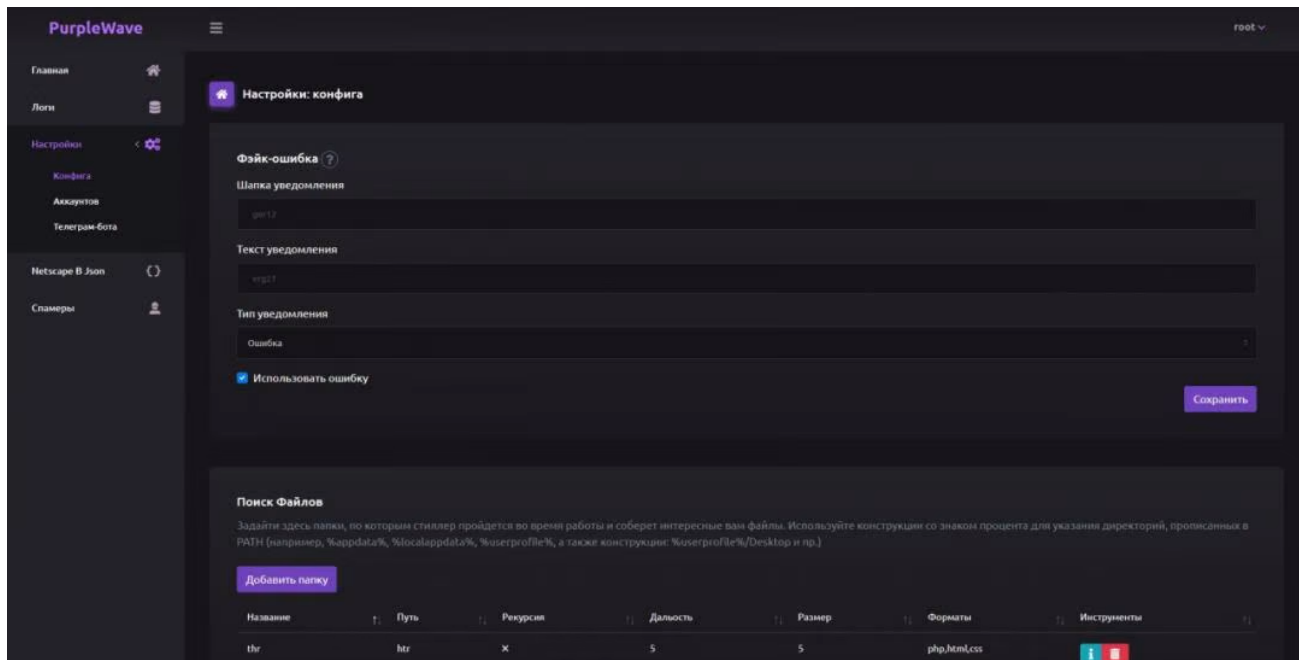 PurpleWave
root
Главная
Логи
Настройки
Конфига
Аккаунтов
Телеграм-бота
Netscape В Json
Спамеры
Настройки: конфига
Фэйк-ошибка ?
Шапка уведомления
Текст уведомления
Тип уведомления
Ошибка
Использовать ошибку
Сохранить
Поиск Файлов
Задайти здесь папки, по которым стиллер пройдется во время работы и соберет интересные вам файлы. Используйте конструкции со знаком процента для указания директорий, прописанных в
PATH (например, %appdata%, %localappdata%, %userprofile%, а также конструкции: %userprofile%/Desktop и пр.)
Добавить папку
Название Путь Рекурсия Дальость Размер Форматы Инструменты
thr htr × 5 5 php,html,css